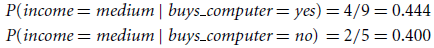 P(income = medium | buys_computer = yes) = 4/9 = 0.444
P(income = medium | buys_computer = no) = 2/5 = 0.400